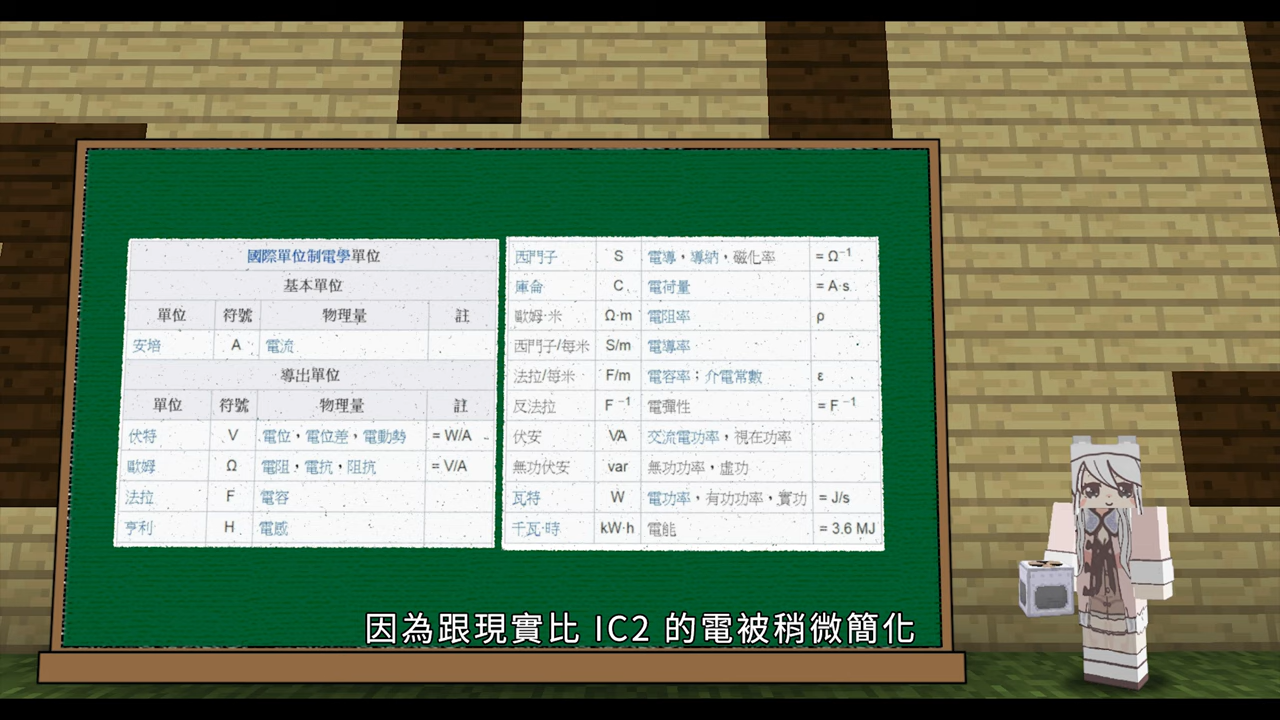 國際單位制電學單位
基本單位
單位 符號 物理量 註
安培 A 電流
導出單位
單位 符號 物理量 註
伏特 V 電位，電位差，電動勢 = W/A
歐姆 Ω 電阻，電抗，阻抗 = V/A
法拉 F 電容
亨利 H 電感
西門子 S 電導，導納，磁化率 = Ω⁻¹
庫侖 C 電荷量 = A·s
歐姆·米 Ω·m 電阻率 ρ
西門子/每米 S/m 電導率
法拉/每米 F/m 電容率；介電常數 ε
反法拉 F⁻¹ 電彈性 = F⁻¹
伏安 VA 交流電功率，視在功率
無功伏安 var 無功功率，虛功
瓦特 W 電功率，有功功率，實功 = J/s
千瓦·時 kW·h 電能 = 3.6 MJ
因為跟現實比 IC2 的電被稍微簡化